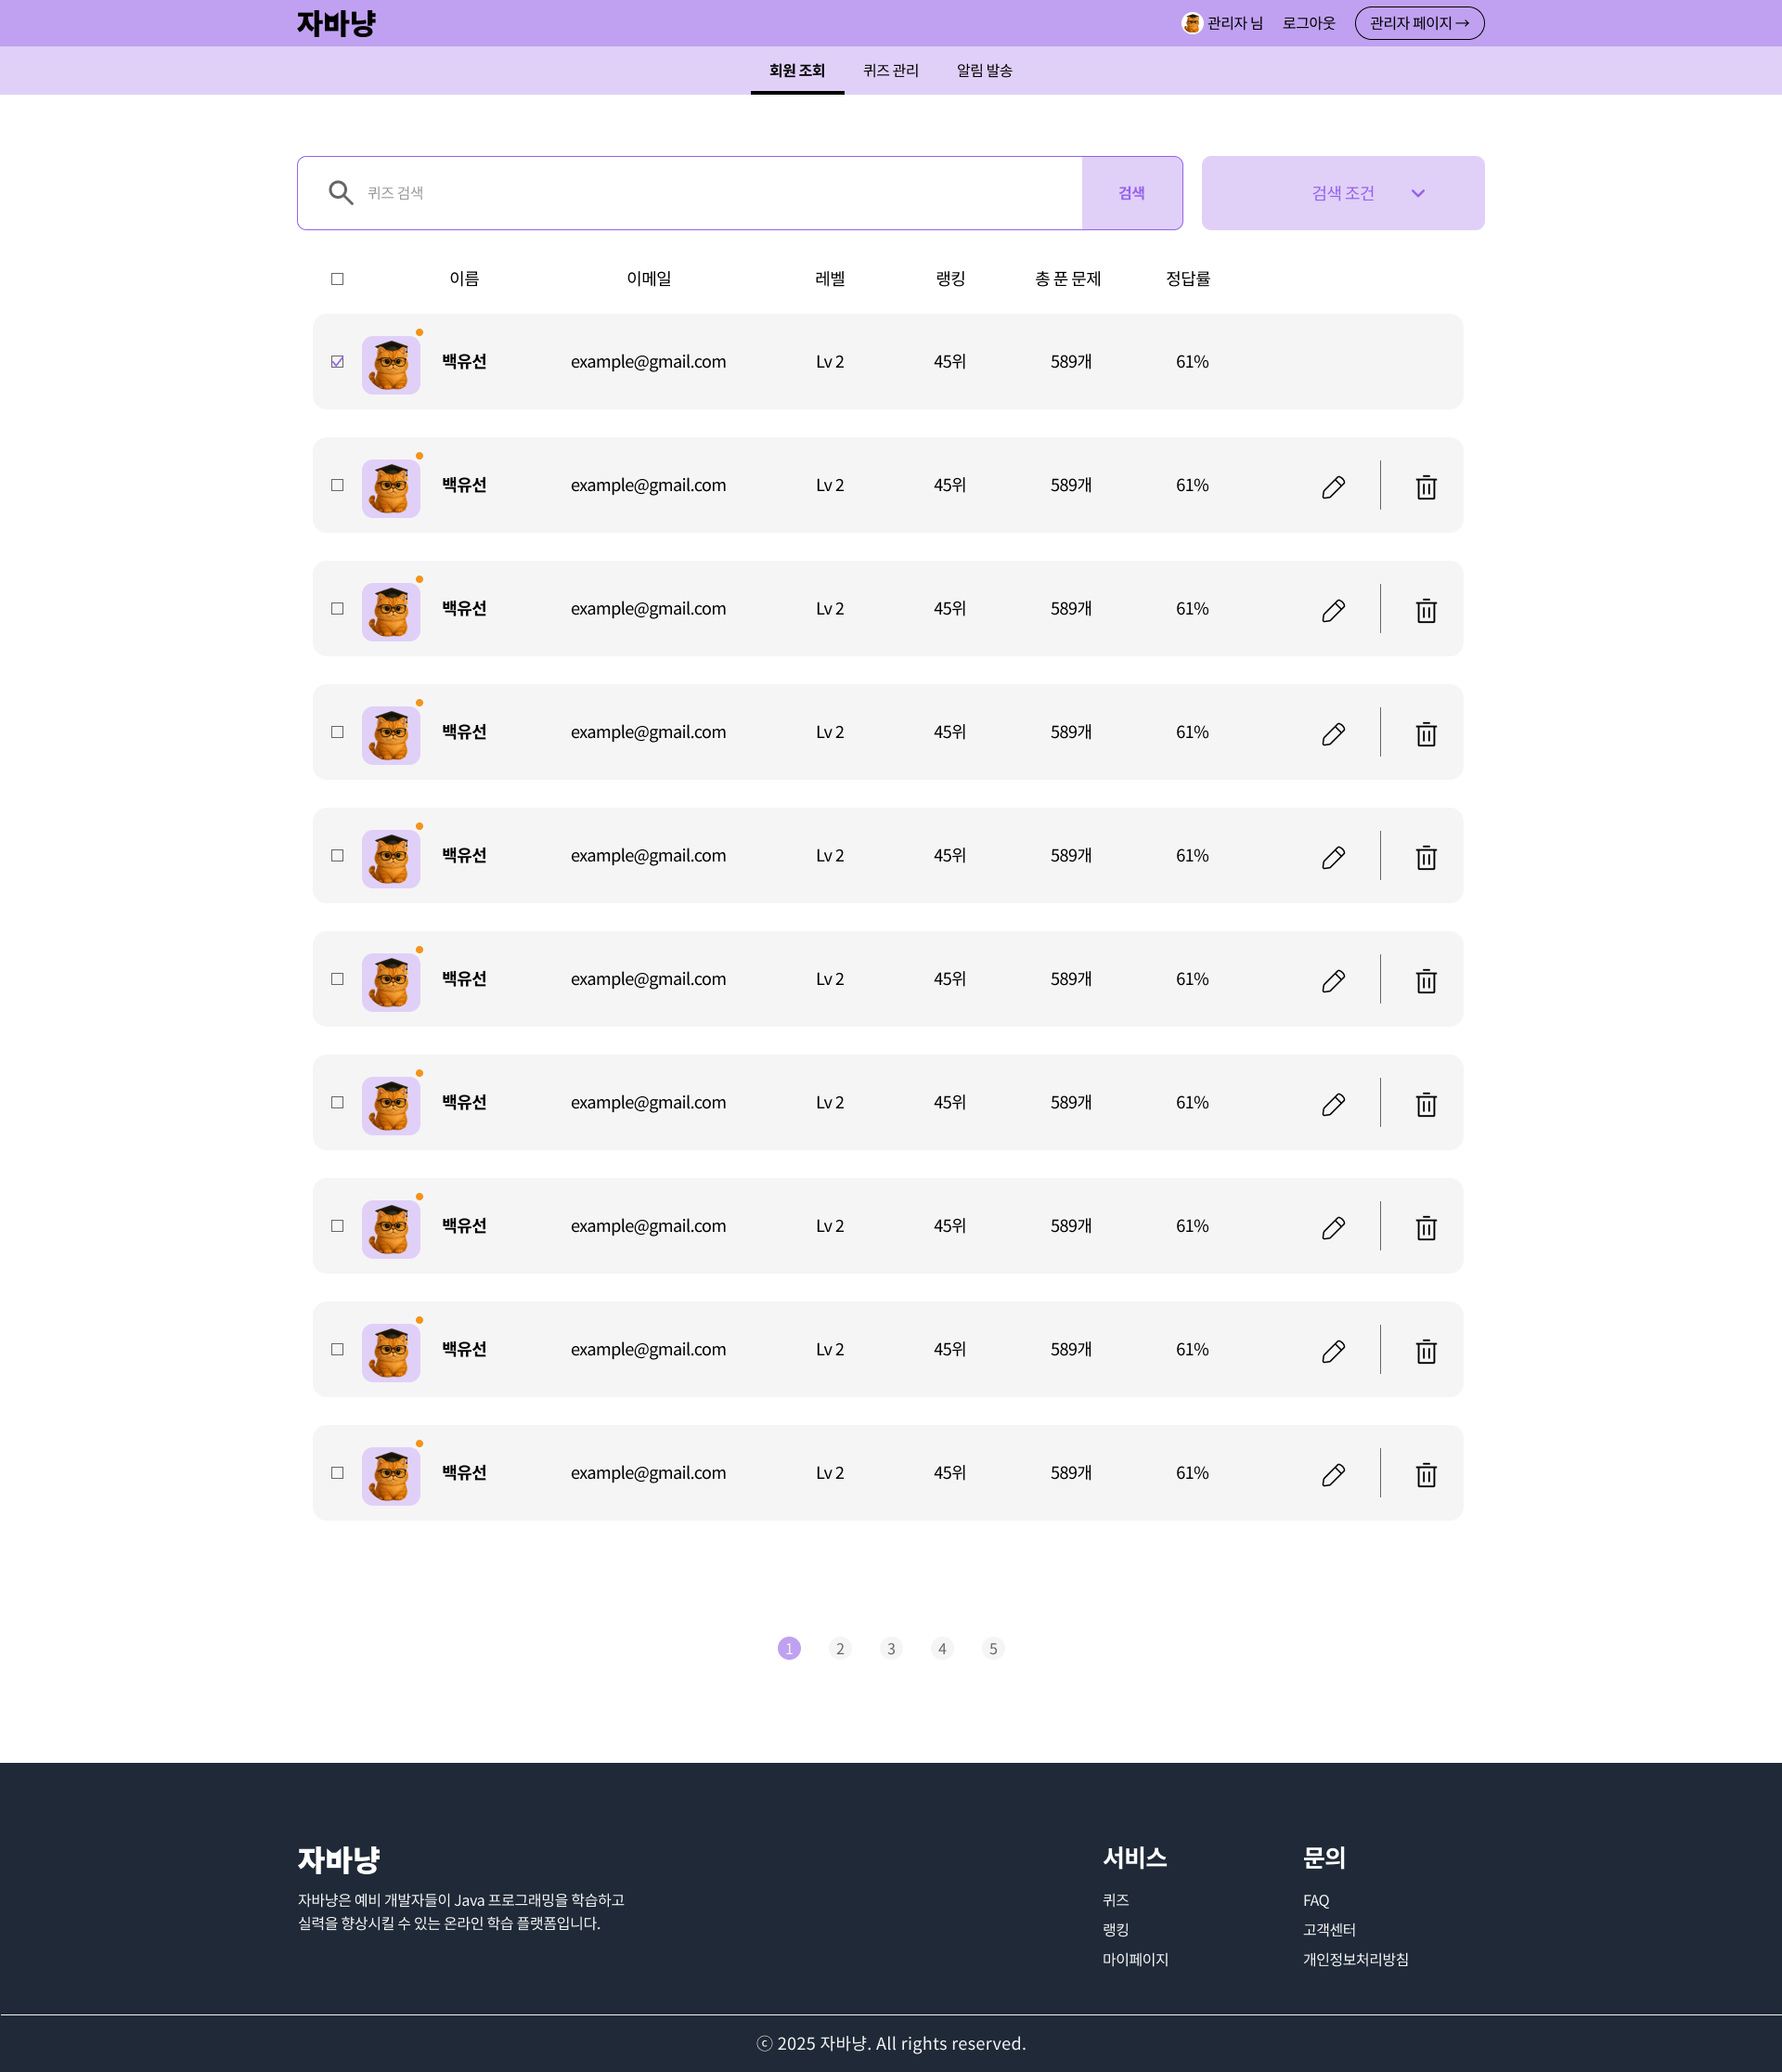 자바냥
관리자 님 로그아웃 관리자 페이지 →
회원 조회 퀴즈 관리 알림 발송
퀴즈 검색 검색 검색 조건
이름 이메일 레벨 랭킹 총 푼 문제 정답률
백유선 example@gmail.com Lv 2 45위 589개 61%
백유선 example@gmail.com Lv 2 45위 589개 61%
백유선 example@gmail.com Lv 2 45위 589개 61%
백유선 example@gmail.com Lv 2 45위 589개 61%
백유선 example@gmail.com Lv 2 45위 589개 61%
백유선 example@gmail.com Lv 2 45위 589개 61%
백유선 example@gmail.com Lv 2 45위 589개 61%
백유선 example@gmail.com Lv 2 45위 589개 61%
백유선 example@gmail.com Lv 2 45위 589개 61%
백유선 example@gmail.com Lv 2 45위 589개 61%
1 2 3 4 5
자바냥
자바냥은 예비 개발자들이 Java 프로그래밍을 학습하고
실력을 향상시킬 수 있는 온라인 학습 플랫폼입니다.
서비스
퀴즈
랭킹
마이페이지
문의
FAQ
고객센터
개인정보처리방침
ⓒ 2025 자바냥. All rights reserved.